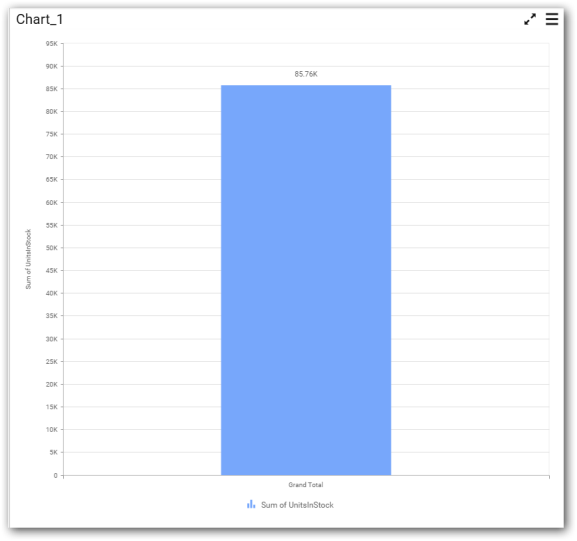 Chart_1
95K
90K
85.76K
85K
80K
75K
70K
65K
60K
55K
50K
45K
40K
35K
30K
25K
20K
15K
10K
5K
0
Sum of UnitsInStock
Grand Total
Sum of UnitsInStock